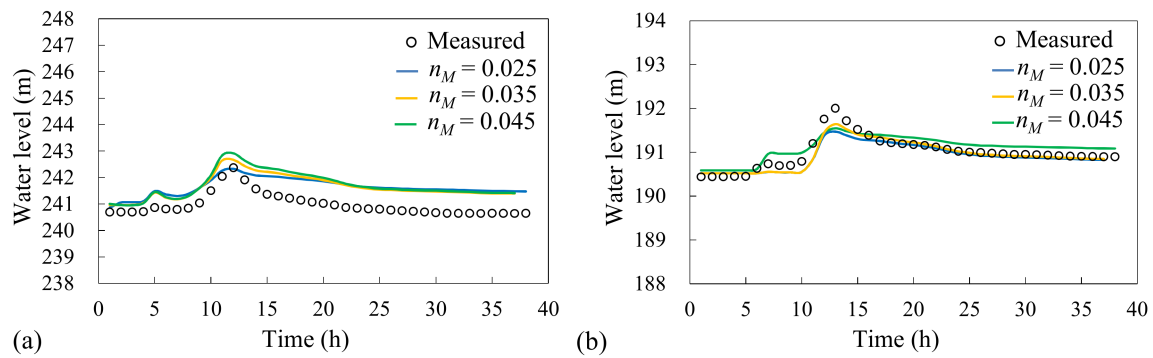 248
247
246
245
244
243
242
241
240
239
238
Water level (m)
Measured
n_M = 0.025
n_M = 0.035
n_M = 0.045
0 5 10 15 20 25 30 35 40
Time (h)
(a)
194
193
192
191
190
189
188
Water level (m)
Measured
n_M = 0.025
n_M = 0.035
n_M = 0.045
0 5 10 15 20 25 30 35 40
Time (h)
(b)